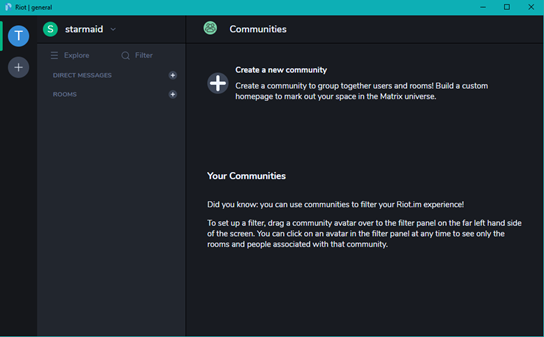 Riot | general
T
S starmaid
Explore
Filter
DIRECT MESSAGES
ROOMS
Communities
Create a new community
Create a community to group together users and rooms! Build a custom
homepage to mark out your space in the Matrix universe.
Your Communities
Did you know: you can use communities to filter your Riot.im experience!
To set up a filter, drag a community avatar over to the filter panel on the far left hand side
of the screen. You can click on an avatar in the filter panel at any time to see only the
rooms and people associated with that community.